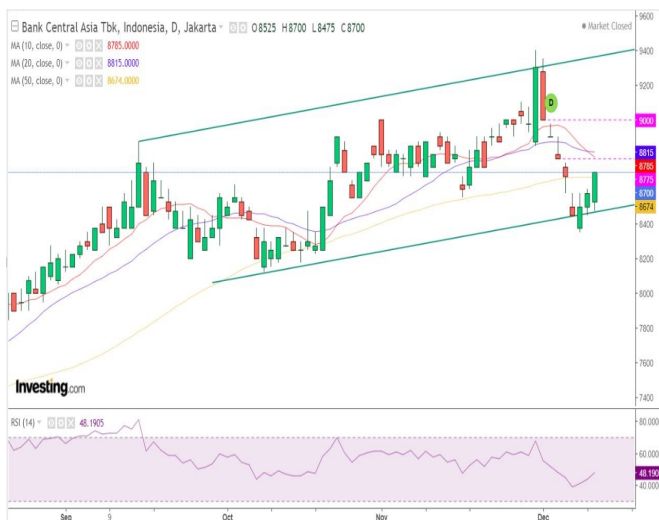 Bank Central Asia Tbk, Indonesia, D, Jakarta O8525 H8700 L8475 C8700
Market Closed
MA (10, close, 0) 8785.0000
MA (20, close, 0) 8815.0000
MA (50, close, 0) 8674.0000
D
9600
9400
9000
8815
8785
8775
8700
8674
8400
8200
8000
7800
7600
7400
Investing.com
RSI (14) 48.1905
80.000
48.190
40.000
Sep 9 Oct Nov Dec